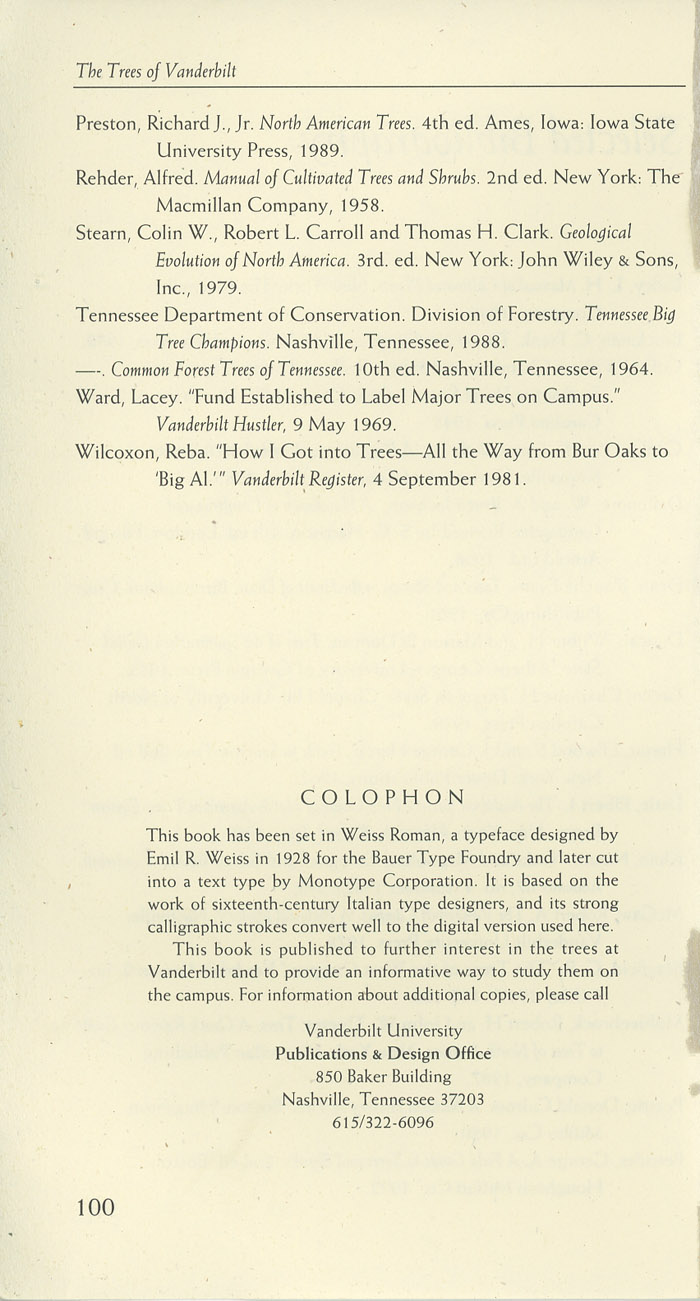 The Trees of Vanderbilt
Preston, Richard J., Jr. North American Trees. 4th ed. Ames, Iowa: Iowa State
University Press, 1989.
Rehder, Alfred. Manual of Cultivated Trees and Shrubs. 2nd ed. New York: The
Macmillan Company, 1958.
Stearn, Colin W., Robert L. Carroll and Thomas H. Clark. Geological
Evolution of North America. 3rd. ed. New York: John Wiley & Sons,
Inc., 1979.
Tennessee Department of Conservation. Division of Forestry. Tennessee Big
Tree Champions. Nashville, Tennessee, 1988.
—-. Common Forest Trees of Tennessee. 10th ed. Nashville, Tennessee, 1964.
Ward, Lacey. "Fund Established to Label Major Trees on Campus."
Vanderbilt Hustler, 9 May 1969.
Wilcoxon, Reba. "How I Got into Trees—All the Way from Bur Oaks to
'Big Al.'" Vanderbilt Register, 4 September 1981.
COLOPHON
This book has been set in Weiss Roman, a typeface designed by
Emil R. Weiss in 1928 for the Bauer Type Foundry and later cut
into a text type by Monotype Corporation. It is based on the
work of sixteenth-century Italian type designers, and its strong
calligraphic strokes convert well to the digital version used here.
This book is published to further interest in the trees at
Vanderbilt and to provide an informative way to study them on
the campus. For information about additional copies, please call
Vanderbilt University
Publications & Design Office
850 Baker Building
Nashville, Tennessee 37203
615/322-6096
100